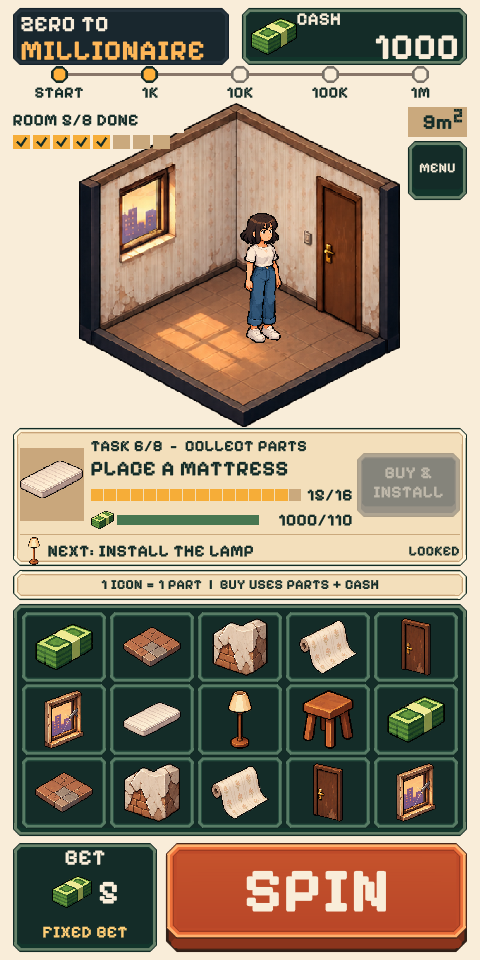 ZERO TO
MILLIONAIRE
CASH
1000
START
1K
10K
100K
1M
ROOM 5/8 DONE
9m²
MENU
TASK 6/8 - COLLECT PARTS
PLACE A MATTRESS
15/16
1000/110
BUY &
INSTALL
NEXT: INSTALL THE LAMP
LOCKED
1 ICON = 1 PART | BUY USES PARTS + CASH
BET
5
FIXED BET
SPIN